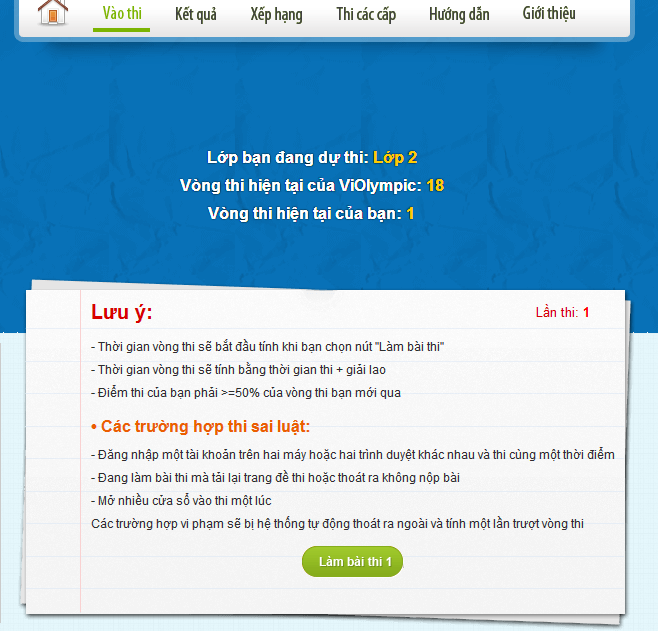 Vào thi Kết quả Xếp hạng Thi các cấp Hướng dẫn Giới thiệu
Lớp bạn đang dự thi: Lớp 2
Vòng thi hiện tại của ViOlympic: 18
Vòng thi hiện tại của bạn: 1
Lưu ý: Lần thi: 1
- Thời gian vòng thi sẽ bắt đầu tính khi bạn chọn nút "Làm bài thi"
- Thời gian vòng thi sẽ tính bằng thời gian thi + giải lao
- Điểm thi của bạn phải >=50% của vòng thi bạn mới qua
• Các trường hợp thi sai luật:
- Đăng nhập một tài khoản trên hai máy hoặc hai trình duyệt khác nhau và thi cùng một thời điểm
- Đang làm bài thi mà tải lại trang đề thi hoặc thoát ra không nộp bài
- Mở nhiều cửa sổ vào thi một lúc
Các trường hợp vi phạm sẽ bị hệ thống tự động thoát ra ngoài và tính một lần trượt vòng thi
Làm bài thi 1